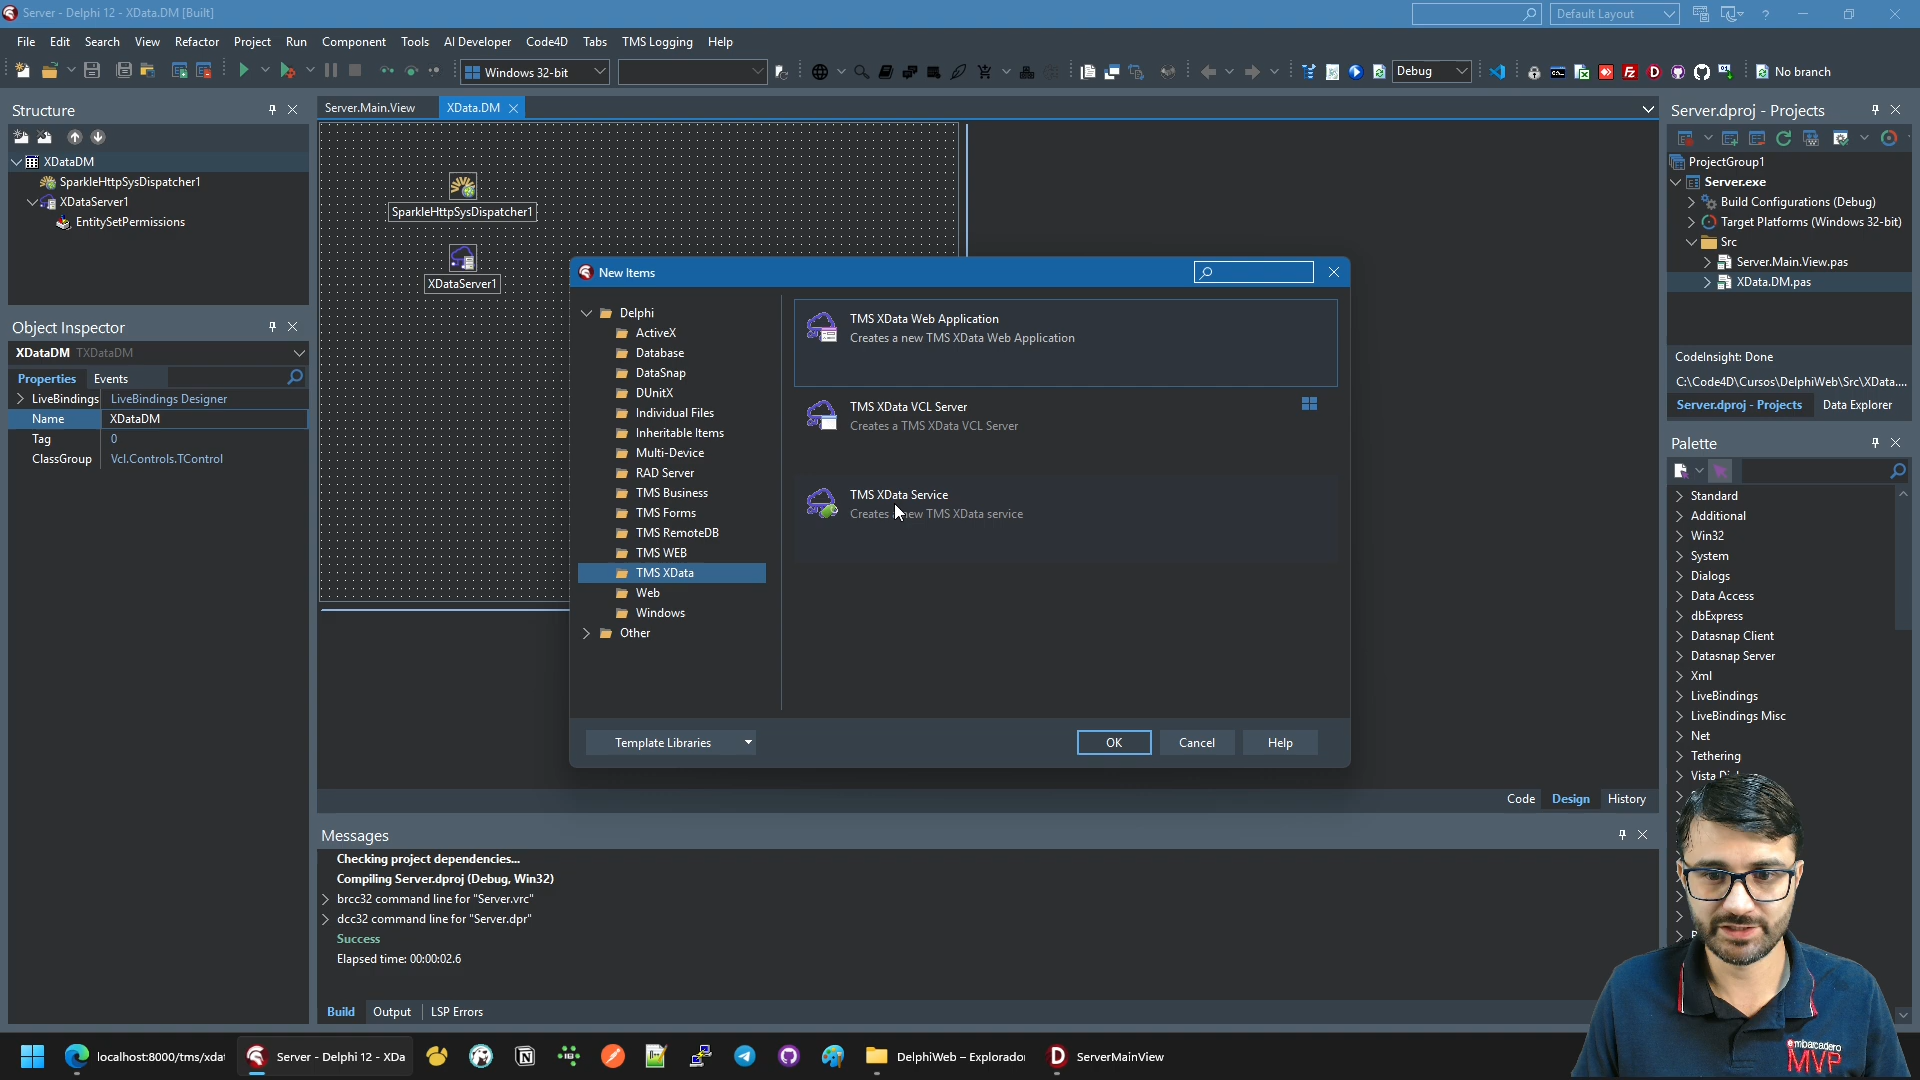 Server - Delphi 12 - XData.DM [Built]
Default Layout
?
File Edit Search View Refactor Project Run Component Tools AI Developer Code4D Tabs TMS Logging Help
Windows 32-bit
Debug
No branch
Structure
XDataDM
SparkleHttpSysDispatcher1
XDataServer1
EntitySetPermissions
Object Inspector
XDataDM TXDataDM
Properties Events
LiveBindings LiveBindings Designer
Name XDataDM
Tag 0
ClassGroup Vcl.Controls.TControl
Server.Main.View XData.DM
SparkleHttpSysDispatcher1
XDataServer1
New Items
Delphi
ActiveX
Database
DataSnap
DUnitX
Individual Files
Inheritable Items
Multi-Device
RAD Server
TMS Business
TMS Forms
TMS RemoteDB
TMS WEB
TMS XData
Web
Windows
Other
TMS XData Web Application
Creates a new TMS XData Web Application
TMS XData VCL Server
Creates a TMS XData VCL Server
TMS XData Service
Creates a new TMS XData service
Template Libraries
OK Cancel Help
Code Design History
Messages
Checking project dependencies...
Compiling Server.dproj (Debug, Win32)
brcc32 command line for "Server.vrc"
dcc32 command line for "Server.dpr"
Success
Elapsed time: 00:00:02.6
Build Output LSP Errors
Server.dproj - Projects
ProjectGroup1
Server.exe
Build Configurations (Debug)
Target Platforms (Windows 32-bit)
Src
Server.Main.View.pas
XData.DM.pas
CodeInsight: Done
C:\Code4D\Cursos\DelphiWeb\Src\XData....
Server.dproj - Projects Data Explorer
Palette
Standard
Additional
Win32
System
Dialogs
Data Access
dbExpress
Datasnap Client
Datasnap Server
Xml
LiveBindings
LiveBindings Misc
Net
Tethering
Vista
embarcadero
MVP
localhost:8000/tms/xdat
Server - Delphi 12 - XDa
DelphiWeb – Explorador
ServerMainView